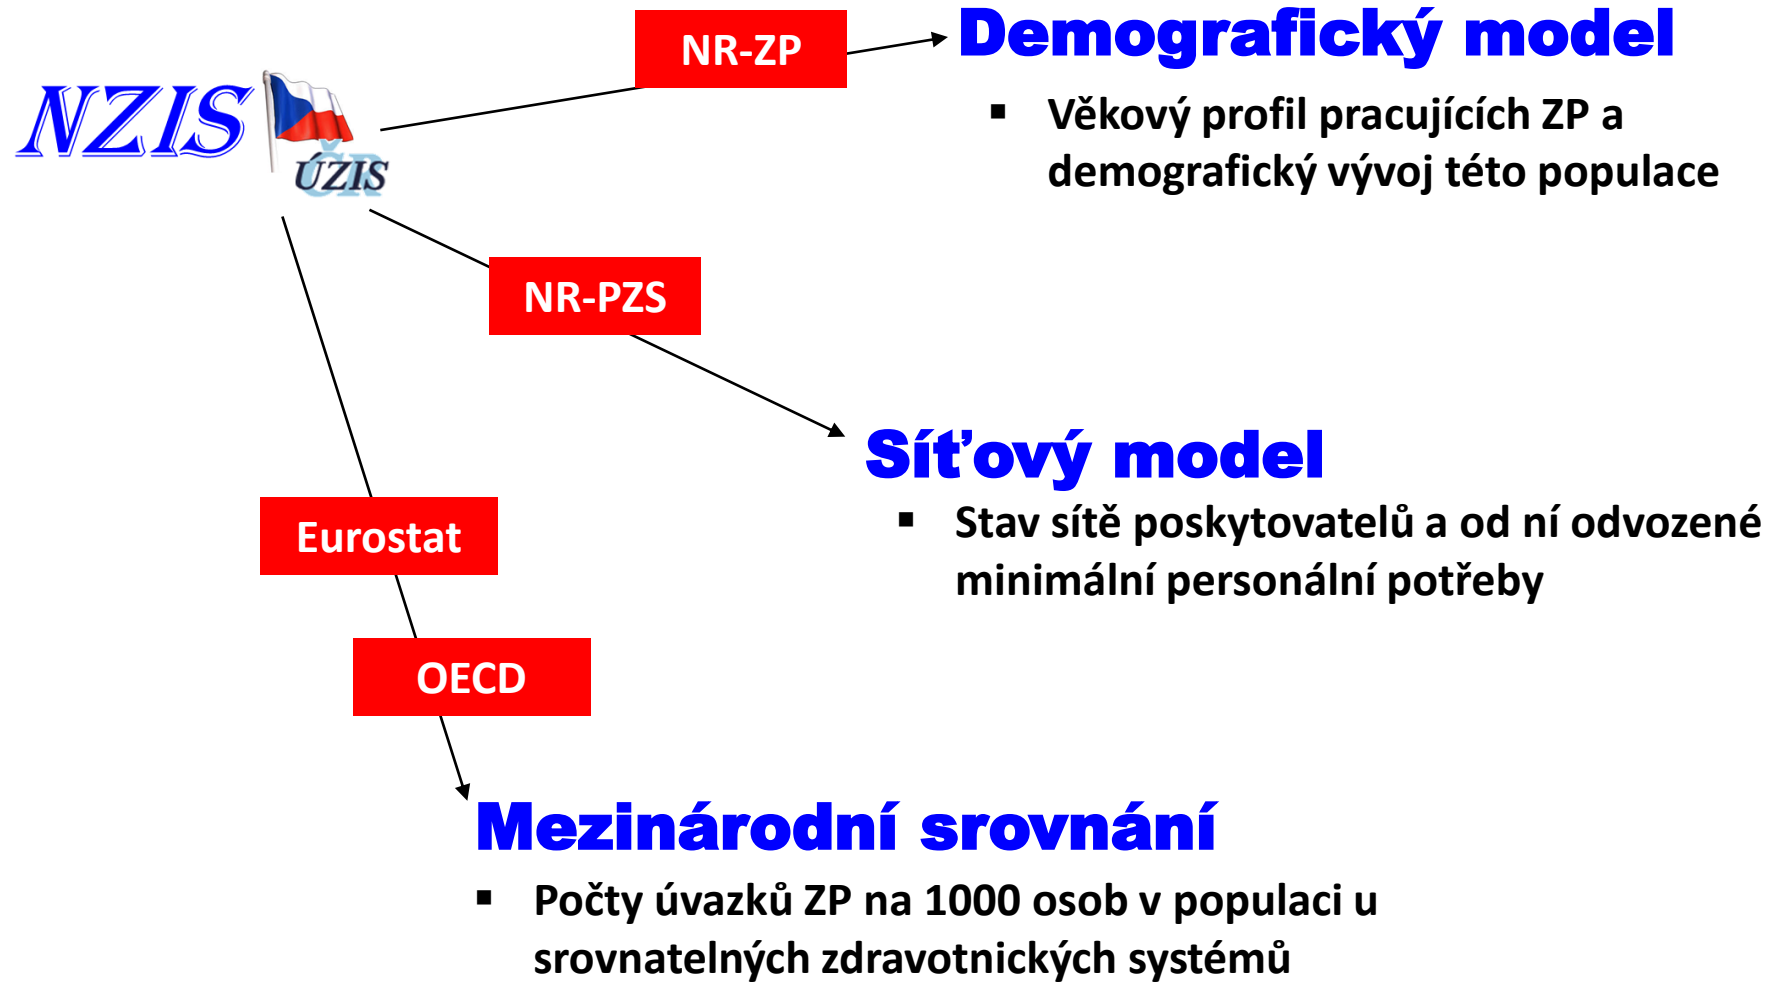 NR-ZP
Demografický model
▪ Věkový profil pracujících ZP a
demografický vývoj této populace
NZIS
ČR
ÚZIS
NR-PZS
Síťový model
▪ Stav sítě poskytovatelů a od ní odvozené
minimální personální potřeby
Eurostat
OECD
Mezinárodní srovnání
▪ Počty úvazků ZP na 1000 osob v populaci u
srovnatelných zdravotnických systémů